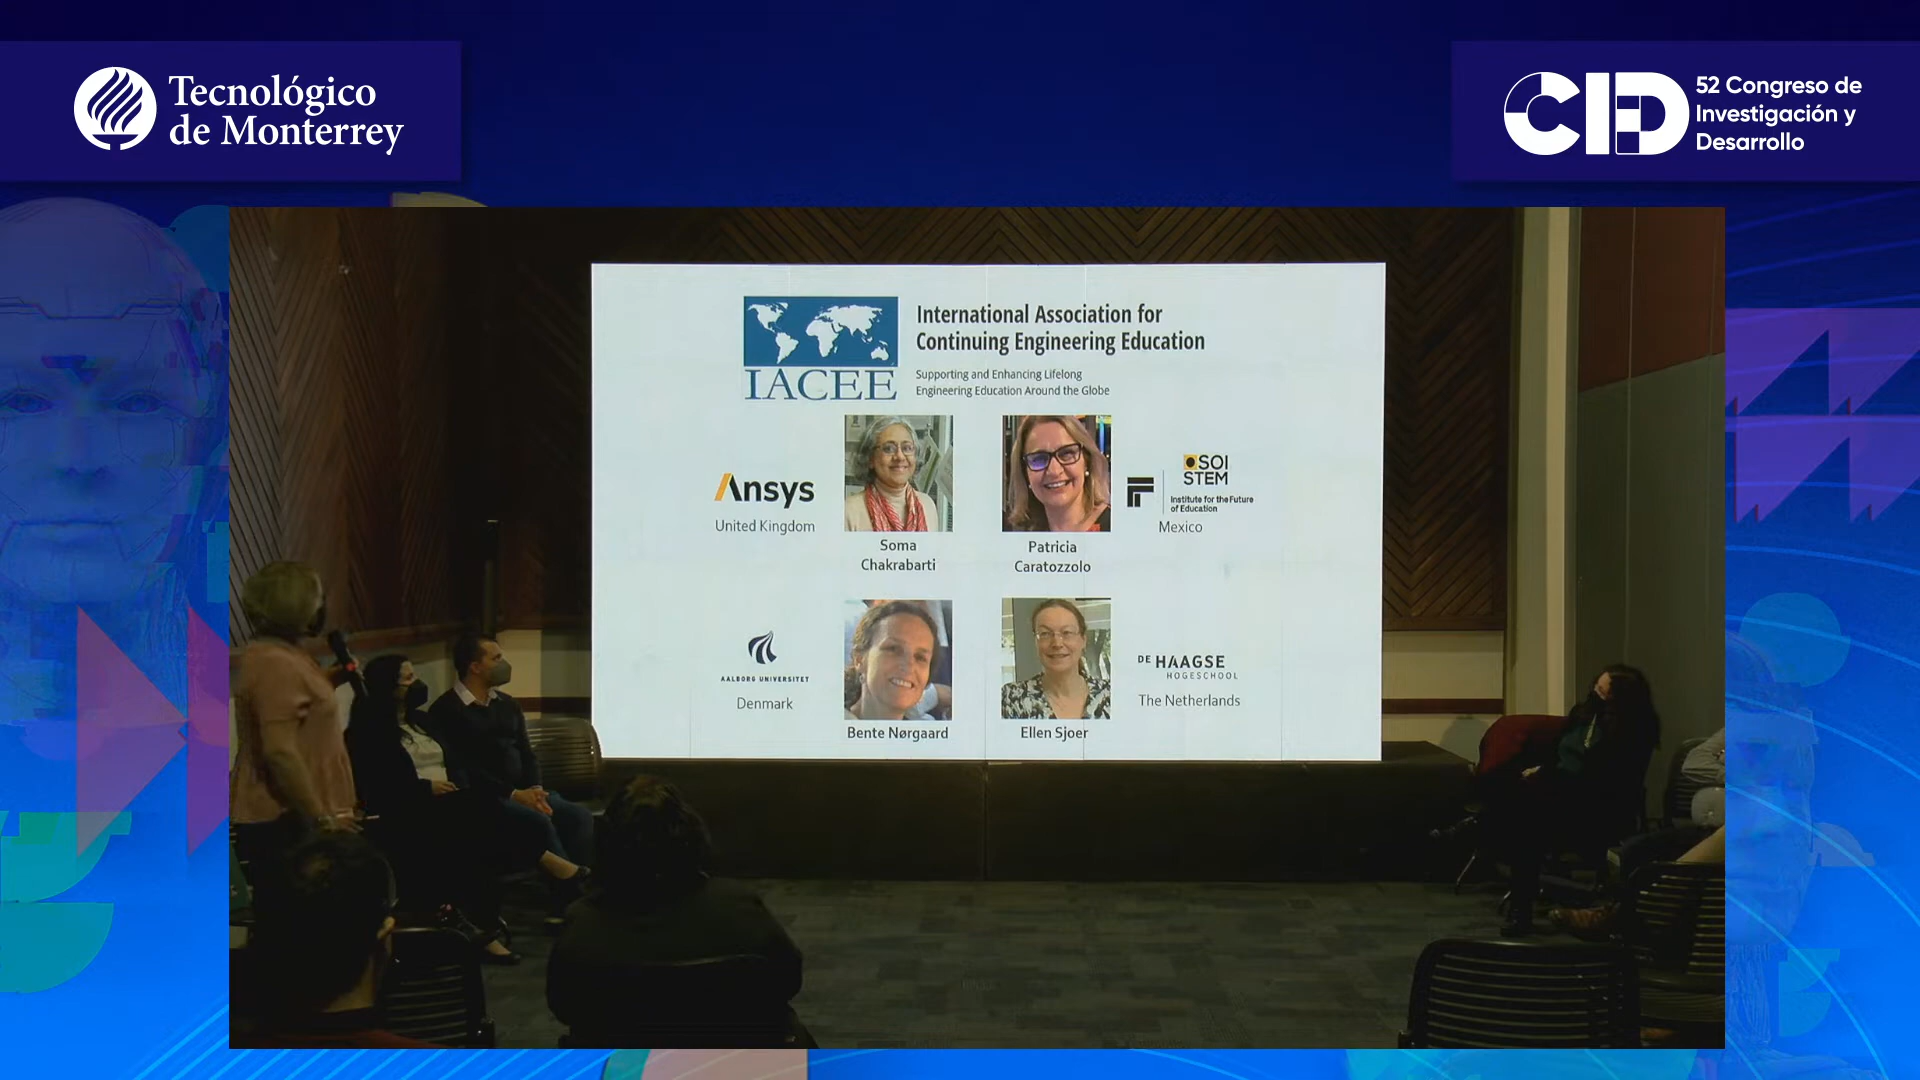 Tecnológico
de Monterrey
CID
52 Congreso de
Investigación y
Desarrollo
IACEE
International Association for
Continuing Engineering Education
Supporting and Enhancing Lifelong
Engineering Education Around the Globe
Ansys
United Kingdom
Soma
Chakrabarti
Patricia
Caratozzolo
SOI
STEM
Institute for the Future
of Education
Mexico
AALBORG UNIVERSITET
Denmark
Bente Nørgaard
Ellen Sjoer
DE HAAGSE
HOGESCHOOL
The Netherlands